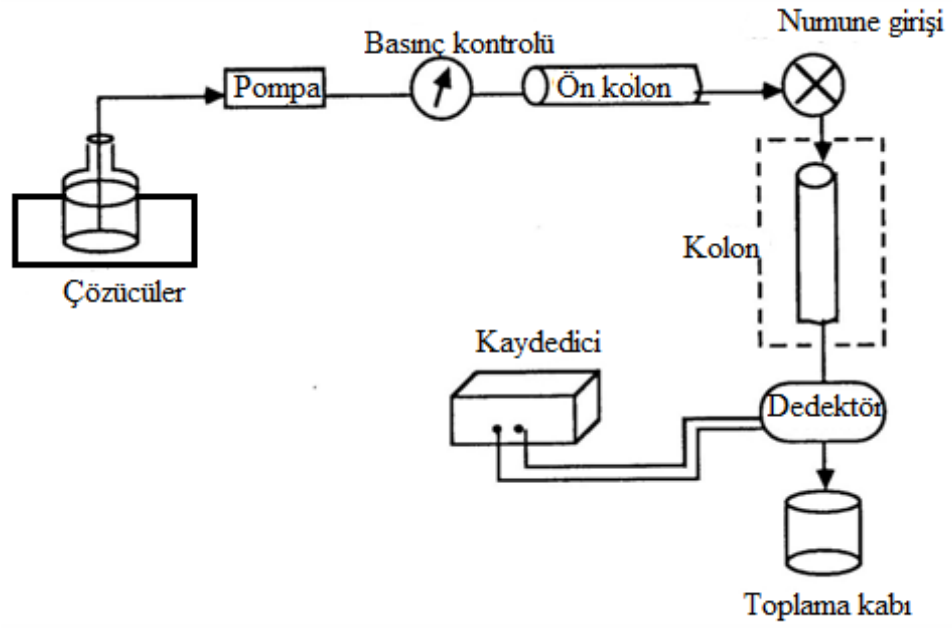 Numune girişi
Basınç kontrolü
Pompa
Ön kolon
Kolon
Çözücüler
Kaydedici
Dedektör
Toplama kabı